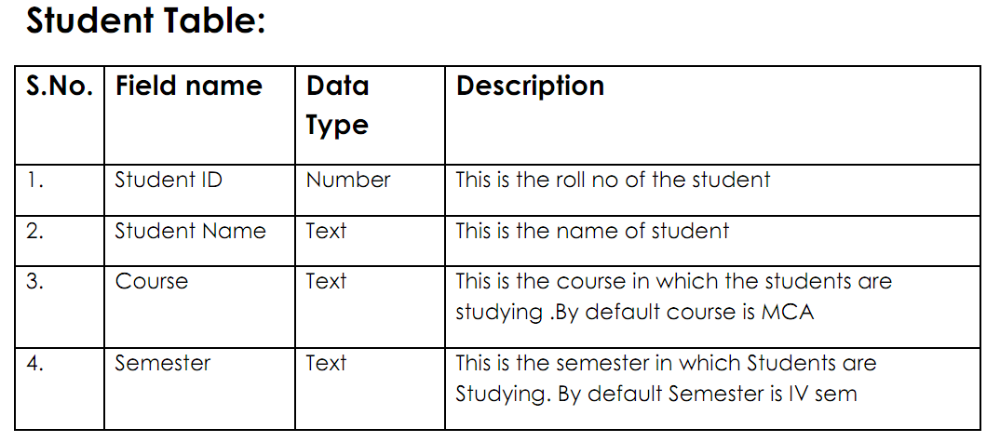 Student Table:
S.No. Field name Data Type Description
1. Student ID Number This is the roll no of the student
2. Student Name Text This is the name of student
3. Course Text This is the course in which the students are
studying .By default course is MCA
4. Semester Text This is the semester in which Students are
Studying. By default Semester is IV sem